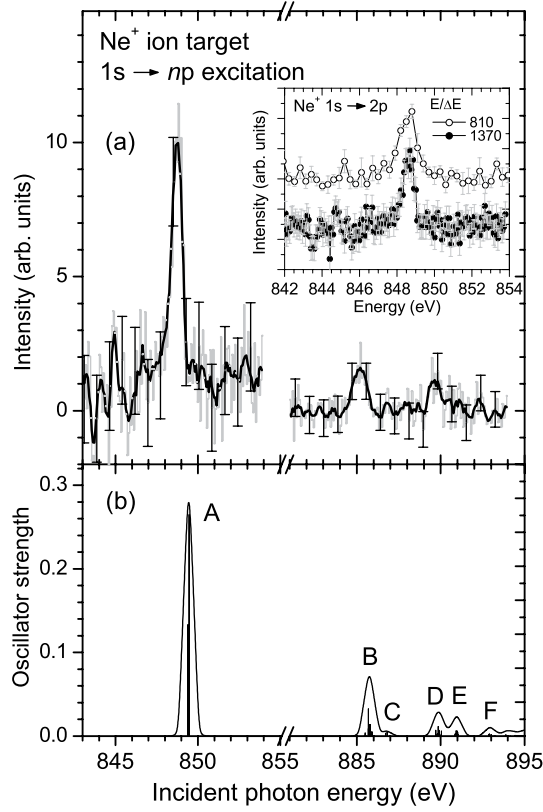 Ne⁺ ion target
1s → np excitation
(a)
Ne⁺ 1s → 2p
E/ΔE
810
1370
Intensity (arb. units)
842 844 846 848 850 852 854
Energy (eV)
Intensity (arb. units)
10
5
0
(b)
A
B
C
D
E
F
Oscillator strength
0.3
0.2
0.1
0.0
845 850 855 885 890 895
Incident photon energy (eV)